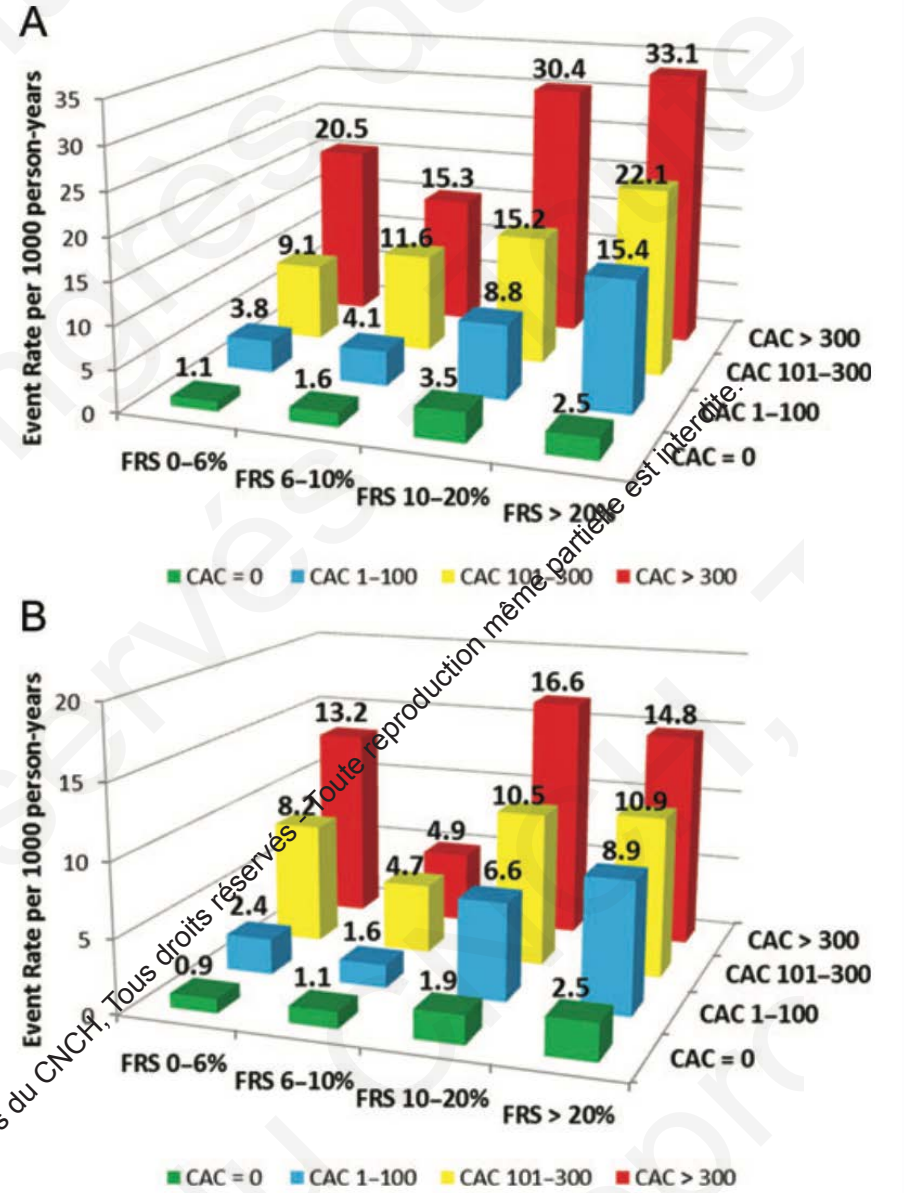 A
Event Rate per 1000 person-years
35
30
25
20
15
10
5
0
20.5
15.3
30.4
33.1
9.1
11.6
15.2
22.1
3.8
4.1
8.8
15.4
1.1
1.6
3.5
2.5
FRS 0–6%
FRS 6–10%
FRS 10–20%
FRS > 20%
CAC > 300
CAC 101–300
CAC 1–100
CAC = 0
CAC = 0 CAC 1–100 CAC 101–300 CAC > 300
B
Event Rate per 1000 person-years
20
15
10
5
0
13.2
4.9
16.6
14.8
8.2
4.7
10.5
10.9
2.4
1.6
6.6
8.9
0.9
1.1
1.9
2.5
FRS 0–6%
FRS 6–10%
FRS 10–20%
FRS > 20%
CAC > 300
CAC 101–300
CAC 1–100
CAC = 0
CAC = 0 CAC 1–100 CAC 101–300 CAC > 300
du CNCH, Tous droits réservés - Toute reproduction même partielle est interdite.